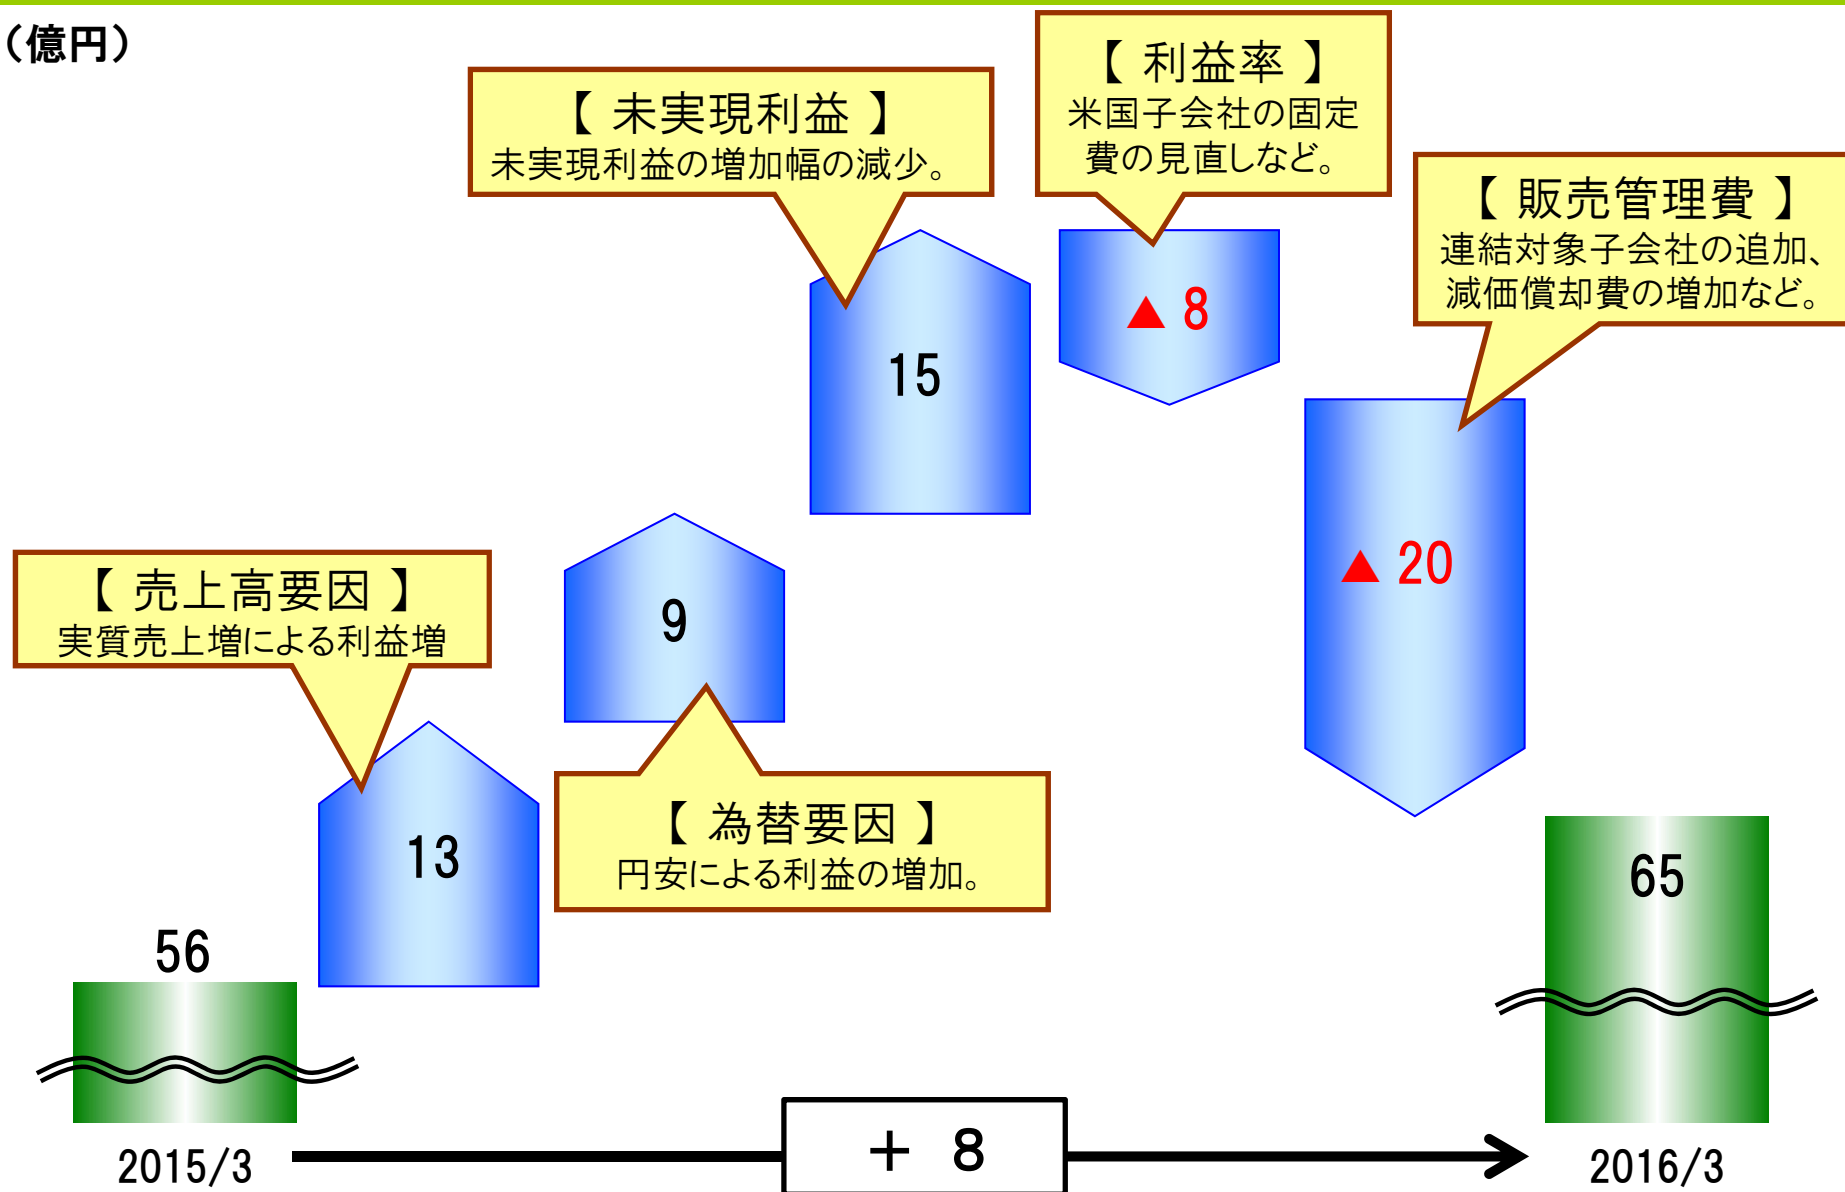 （億円）
【 利益率 】
米国子会社の固定
費の見直しなど。
【 未実現利益 】
未実現利益の増加幅の減少。
【 販売管理費 】
連結対象子会社の追加、
減価償却費の増加など。
▲ 8
15
▲ 20
【 売上高要因 】
実質売上増による利益増
9
【 為替要因 】
円安による利益の増加。
13
56
65
＋ 8
2015/3
2016/3